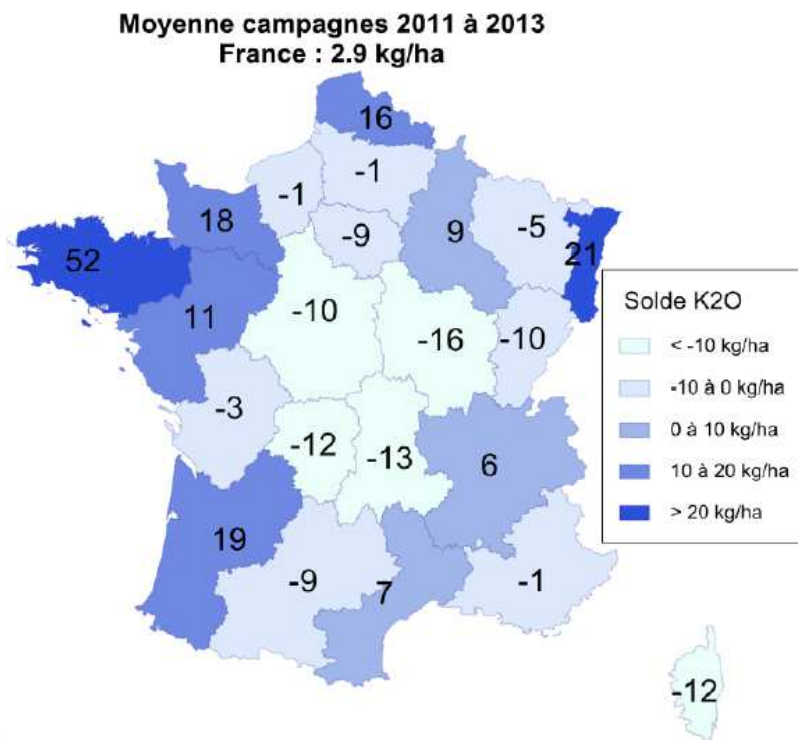 Moyenne campagnes 2011 à 2013
France : 2.9 kg/ha
16
-1
-1
18
-9
9
-5
21
52
11
-10
-16
-10
Solde K2O
< -10 kg/ha
-10 à 0 kg/ha
0 à 10 kg/ha
10 à 20 kg/ha
> 20 kg/ha
-3
-12
-13
6
19
-9
7
-1
-12